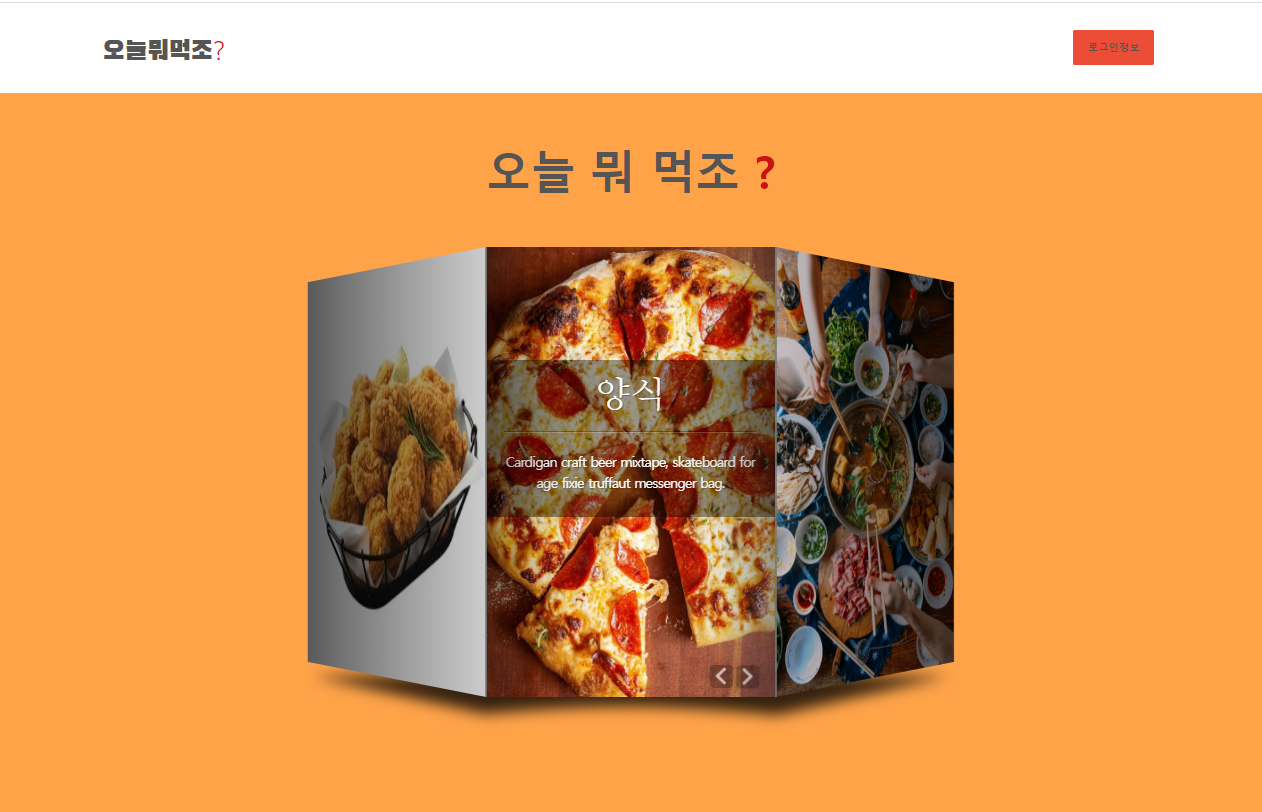 오늘뭐먹조?
로그인정보
오늘 뭐 먹조 ?
양식
Cardigan craft beer mixtape, skateboard for
age fixie truffaut messenger bag.